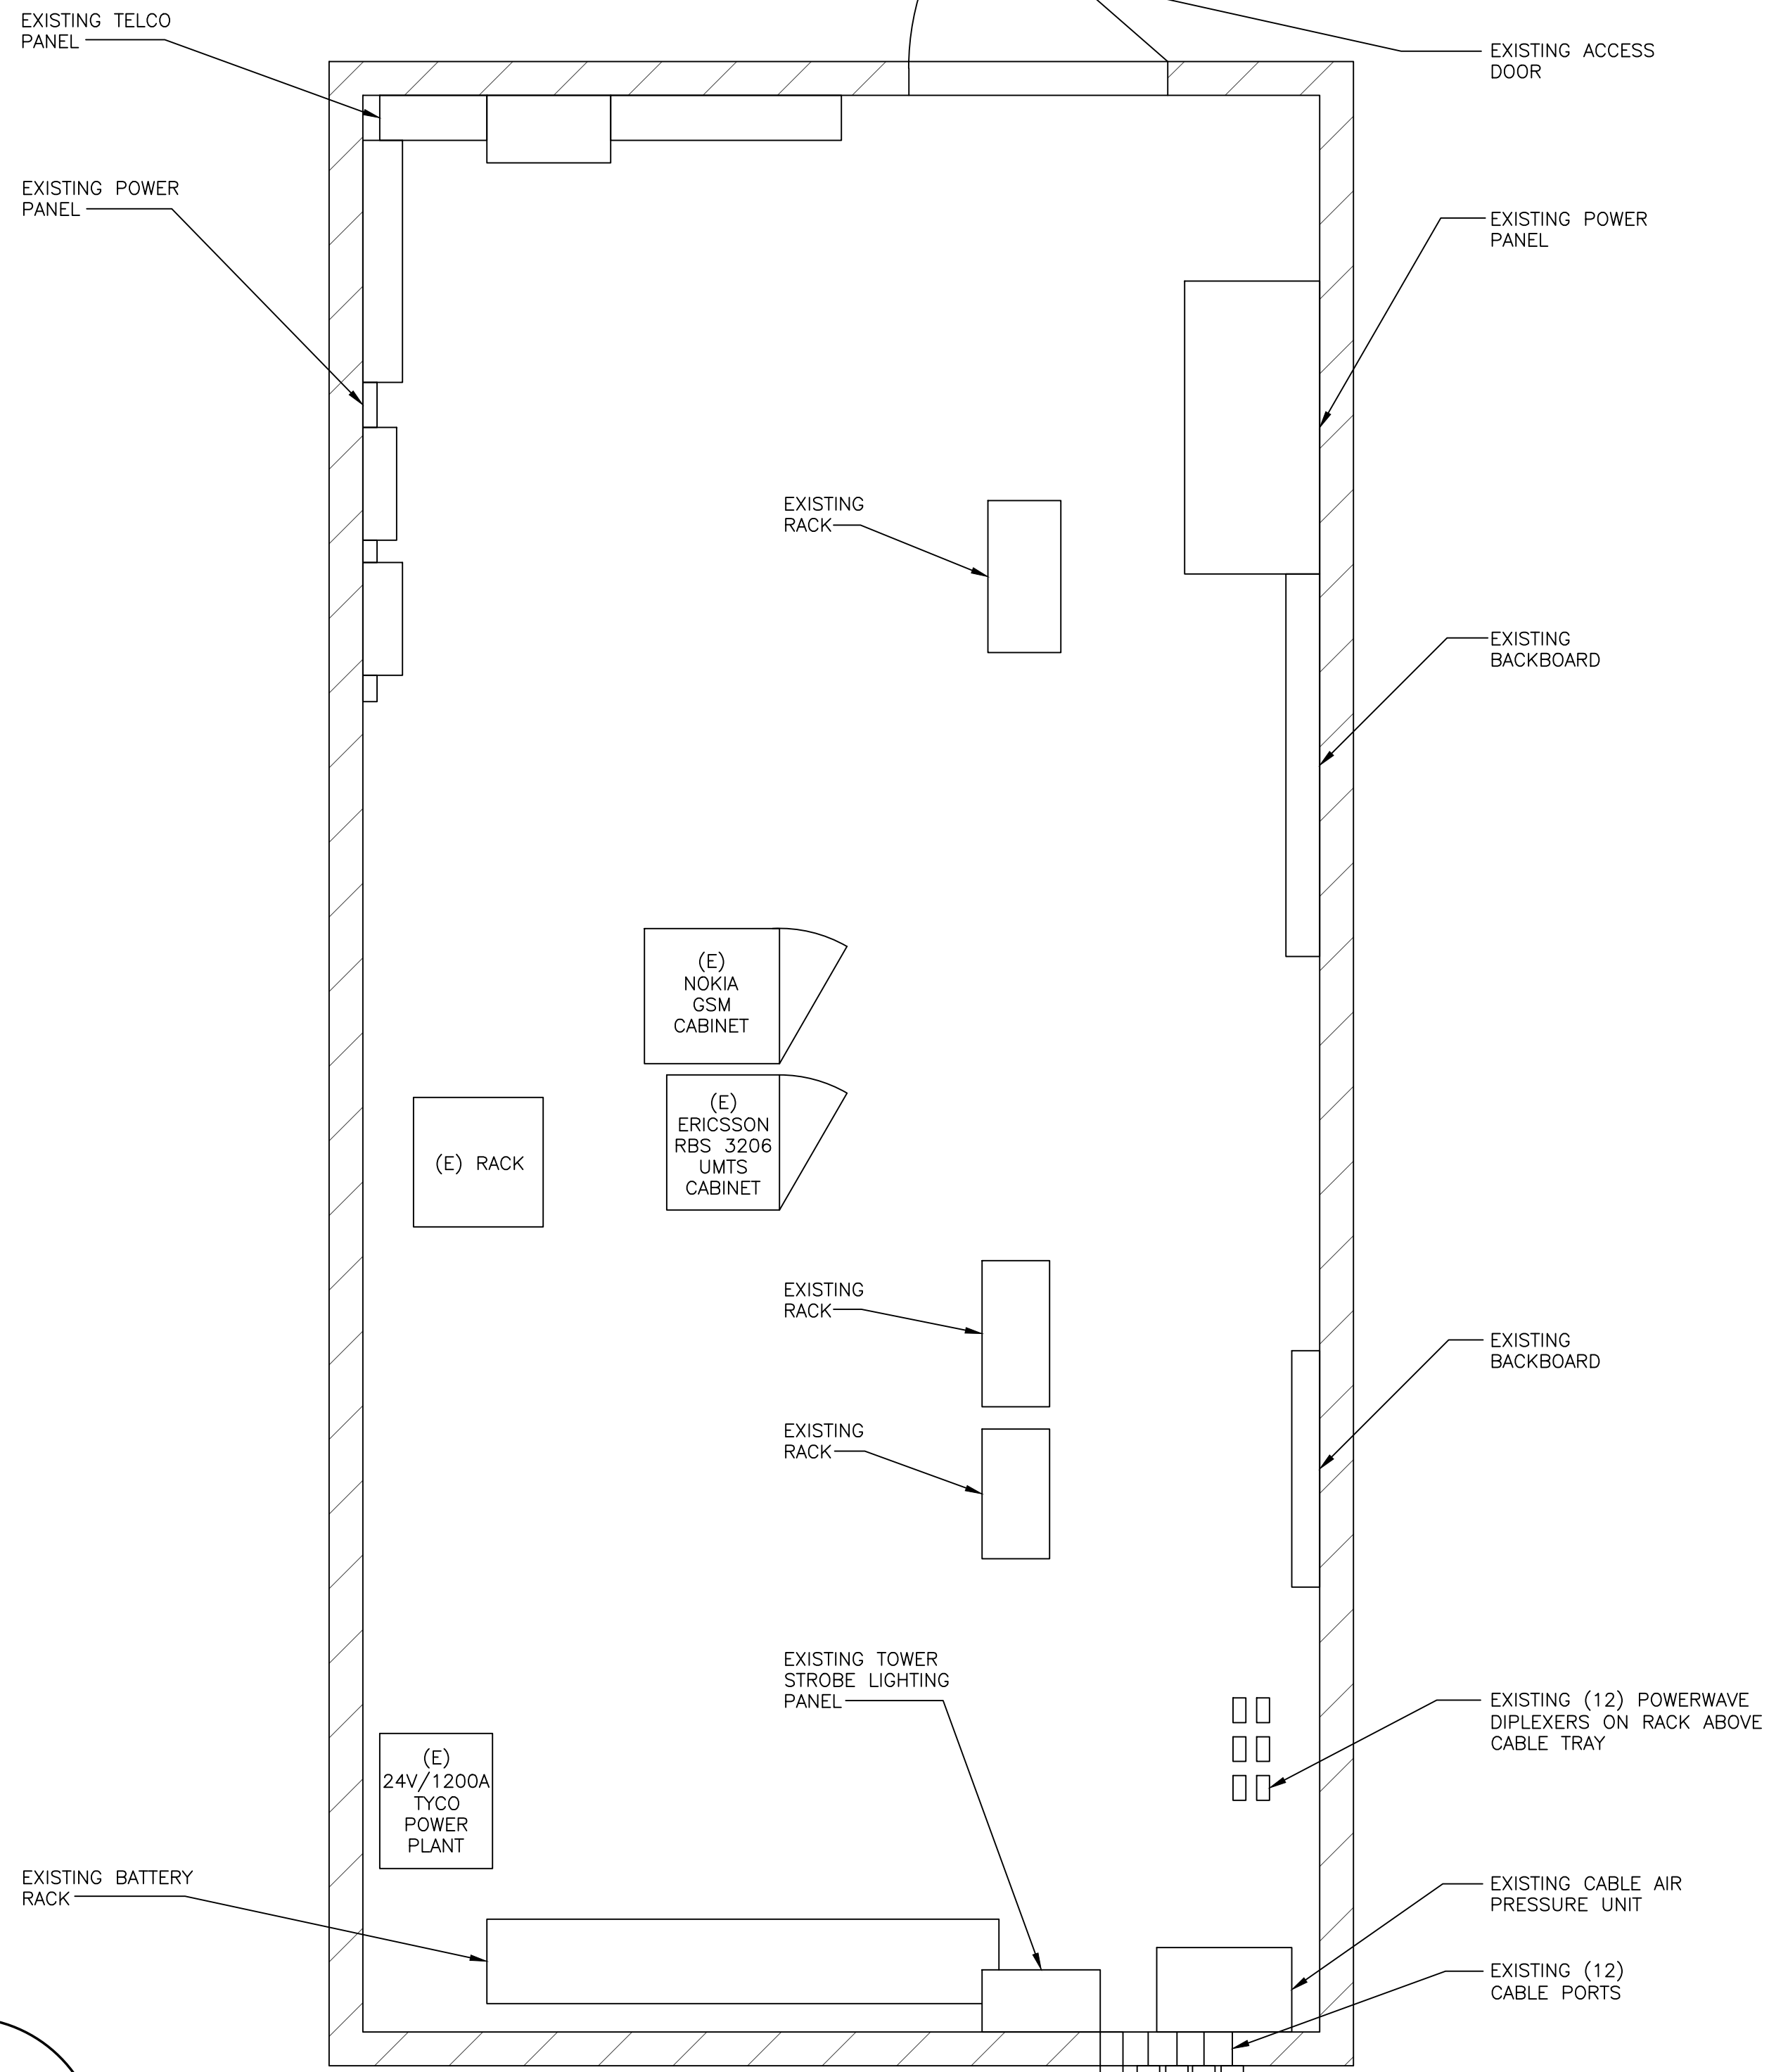 EXISTING TELCO
PANEL
EXISTING ACCESS
DOOR
EXISTING POWER
PANEL
EXISTING POWER
PANEL
EXISTING
RACK
EXISTING
BACKBOARD
(E)
NOKIA
GSM
CABINET
(E)
ERICSSON
RBS 3206
UMTS
CABINET
(E) RACK
EXISTING
RACK
EXISTING
BACKBOARD
EXISTING
RACK
EXISTING TOWER
STROBE LIGHTING
PANEL
EXISTING (12) POWERWAVE
DIPLEXERS ON RACK ABOVE
CABLE TRAY
(E)
24V/1200A
TYCO
POWER
PLANT
EXISTING BATTERY
RACK
EXISTING CABLE AIR
PRESSURE UNIT
EXISTING (12)
CABLE PORTS